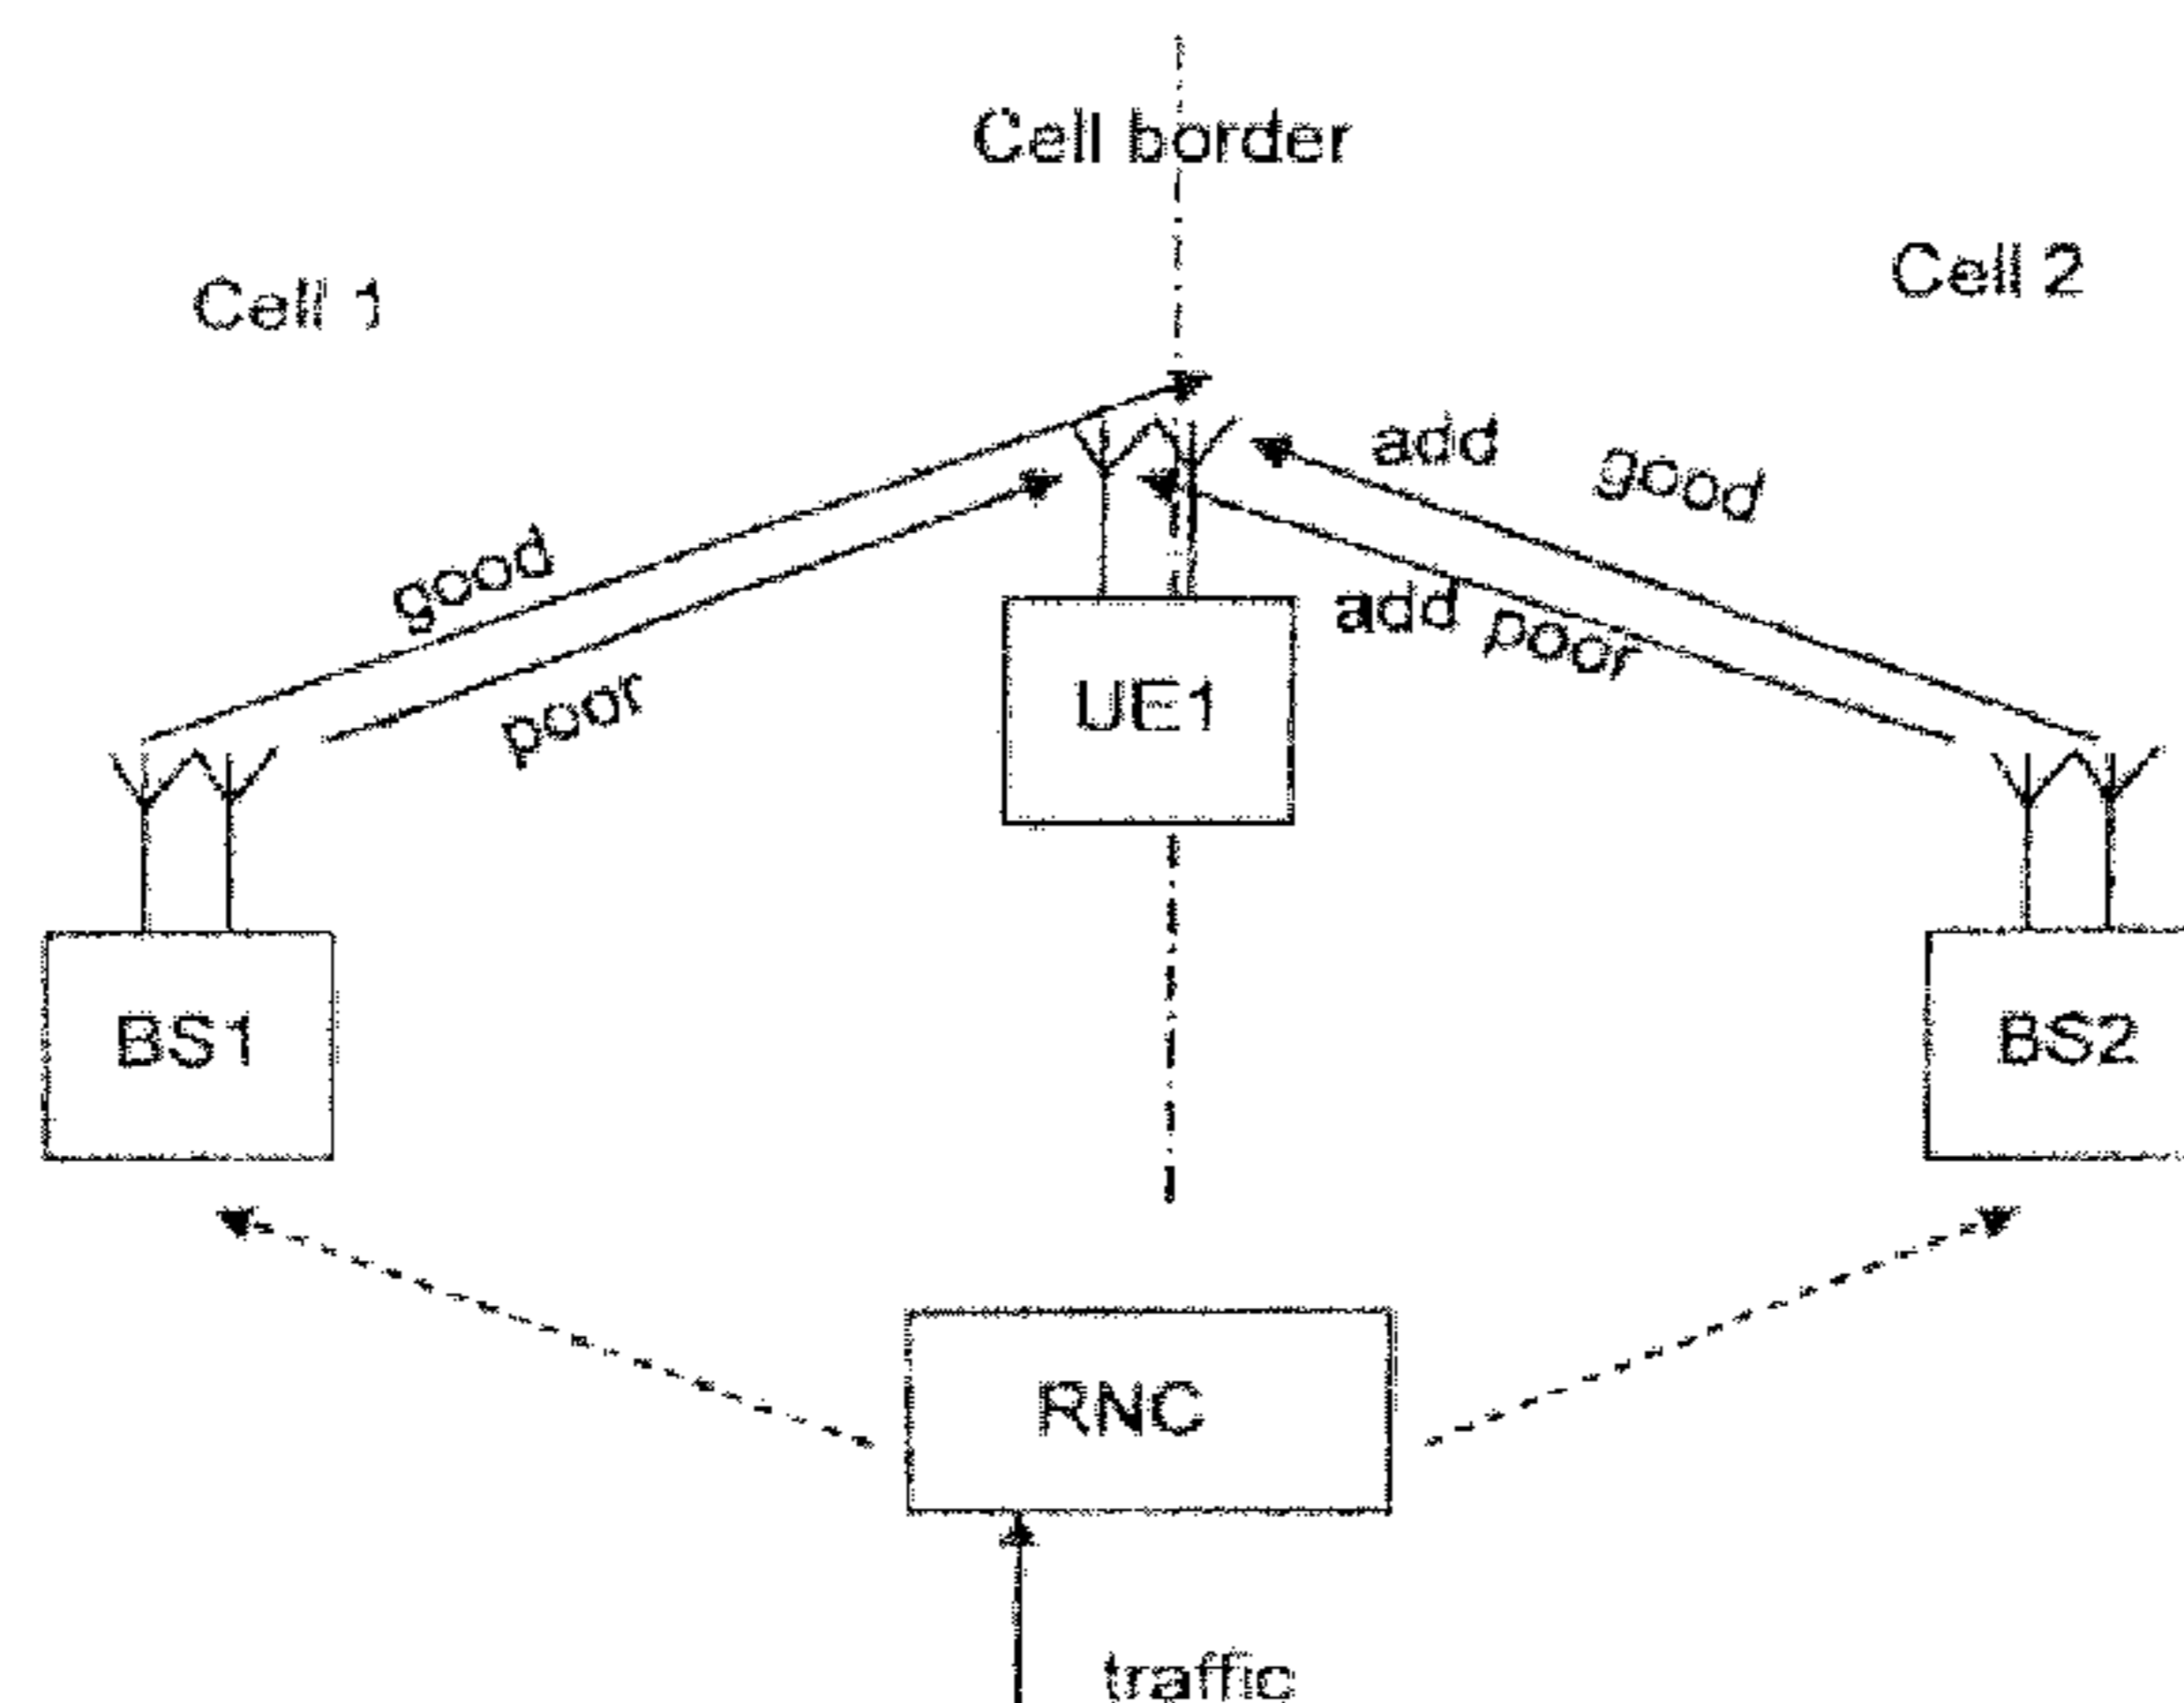 Cell border
Cell 1
Cell 2
add good
good
add poor
poor
UE1
BS1
BS2
RNC
traffic